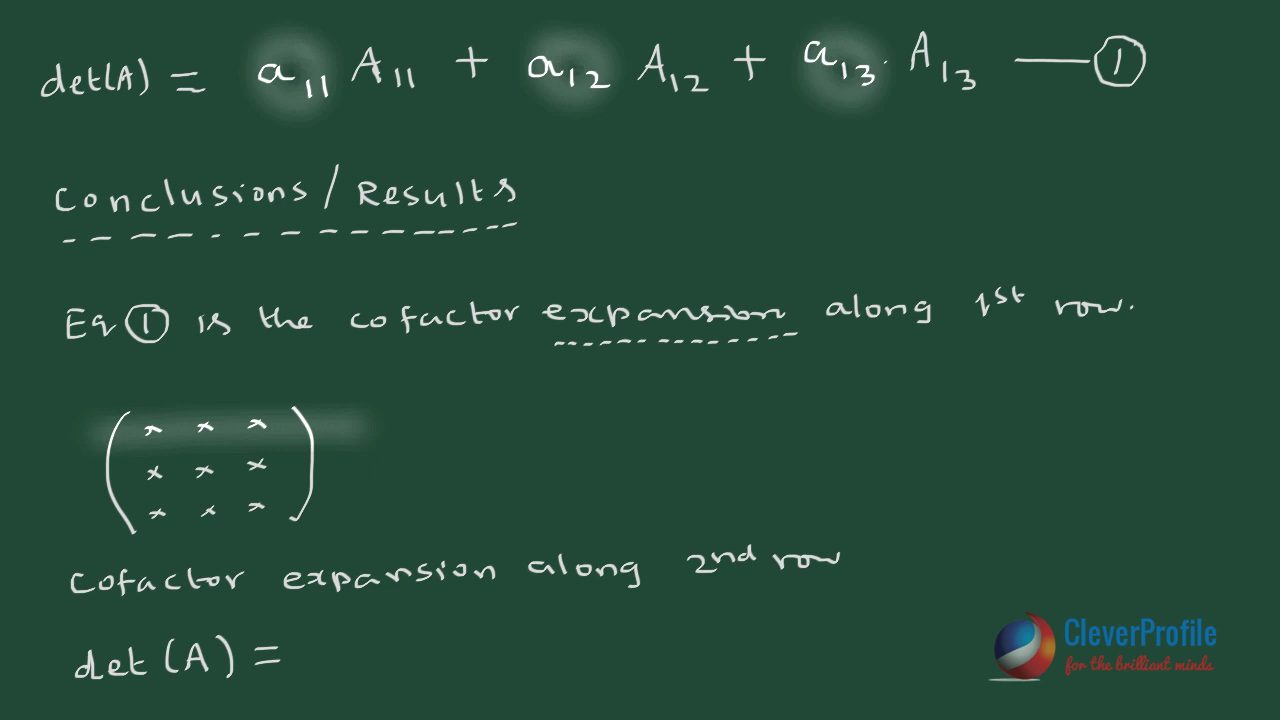 det(A) = a₁₁ A₁₁ + a₁₂ A₁₂ + a₁₃. A₁₃ — ①
Conclusions / Results
Eq ① is the cofactor expansion along 1st row.
( × × ×
× × ×
× × × )
Cofactor expansion along 2nd row
det (A) =
CleverProfile
for the brilliant minds